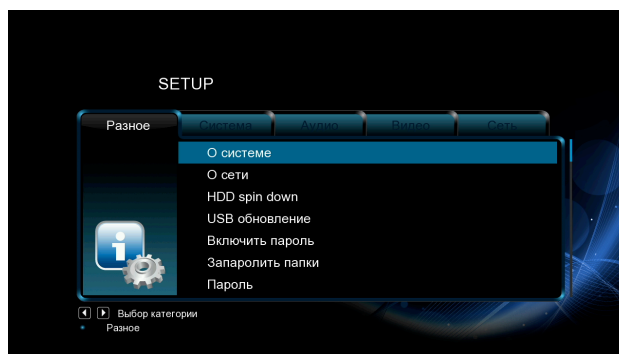 SETUP
Разное Система Аудио Видео Сеть
О системе
О сети
HDD spin down
USB обновление
Включить пароль
Запаролить папки
Пароль
Выбор категории
Разное